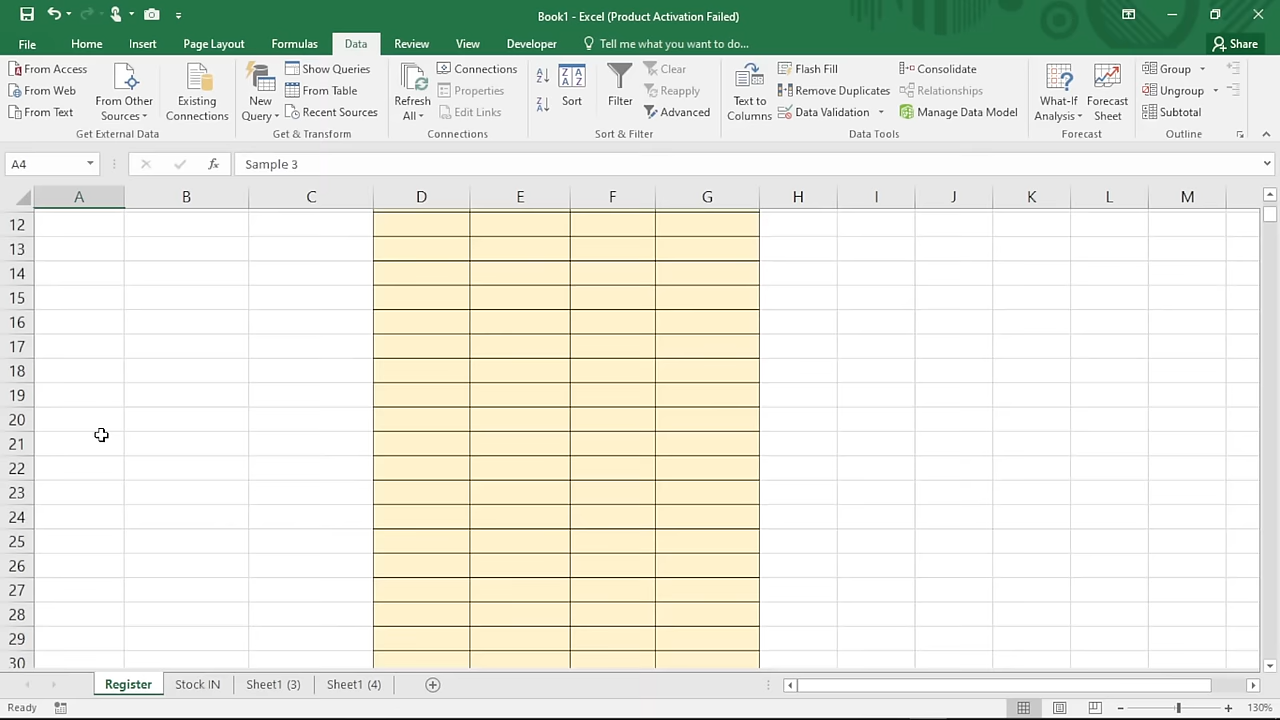 Book1 - Excel (Product Activation Failed)
File Home Insert Page Layout Formulas Data Review View Developer Tell me what you want to do... Share
From Access
From Web
From Text
From Other Sources
Existing Connections
Get External Data
New Query
Show Queries
From Table
Recent Sources
Get & Transform
Refresh All
Connections
Properties
Edit Links
Connections
Sort
Filter
Clear
Reapply
Advanced
Sort & Filter
Text to Columns
Flash Fill
Remove Duplicates
Data Validation
Consolidate
Relationships
Manage Data Model
Data Tools
What-If Analysis
Forecast Sheet
Forecast
Group
Ungroup
Subtotal
Outline
A4 fx Sample 3
A B C D E F G H I J K L M
12
13
14
15
16
17
18
19
20
21
22
23
24
25
26
27
28
29
30
Register Stock IN Sheet1 (3) Sheet1 (4)
Ready 130%